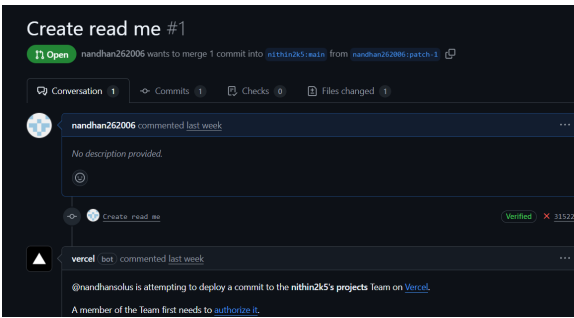 Create read me #1
Open nandhan262006 wants to merge 1 commit into nithin2k5:main from nandhan262006:patch-1
Conversation 1 Commits 1 Checks 0 Files changed 1
nandhan262006 commented last week ...
No description provided.
Create read me Verified 31522
vercel bot commented last week ...
@nandhansolus is attempting to deploy a commit to the nithin2k5's projects Team on Vercel.
A member of the Team first needs to authorize it.